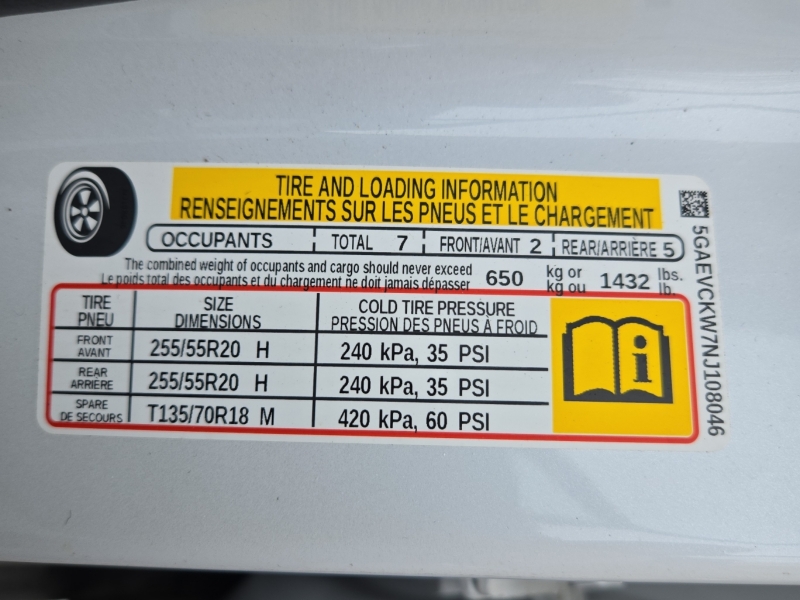 TIRE AND LOADING INFORMATION
RENSEIGNEMENTS SUR LES PNEUS ET LE CHARGEMENT
OCCUPANTS TOTAL 7 FRONT/AVANT 2 REAR/ARRIÈRE 5
The combined weight of occupants and cargo should never exceed
Le poids total des occupants et du chargement ne doit jamais dépasser
650 kg or 1432 lbs.
kg ou lb.
TIRE SIZE COLD TIRE PRESSURE
PNEU DIMENSIONS PRESSION DES PNEUS À FROID
FRONT
AVANT 255/55R20 H 240 kPa, 35 PSI
REAR
ARRIÈRE 255/55R20 H 240 kPa, 35 PSI
SPARE
DE SECOURS T135/70R18 M 420 kPa, 60 PSI
i
5GAEVCKW7NJ108046